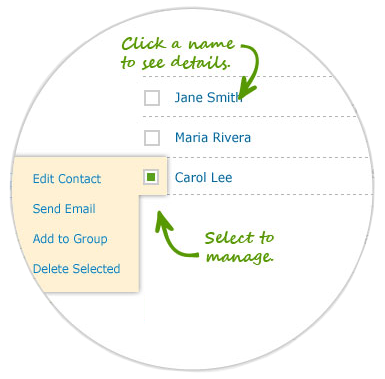 Click a name
to see details.
Jane Smith
Maria Rivera
Carol Lee
Edit Contact
Send Email
Add to Group
Delete Selected
Select to
manage.